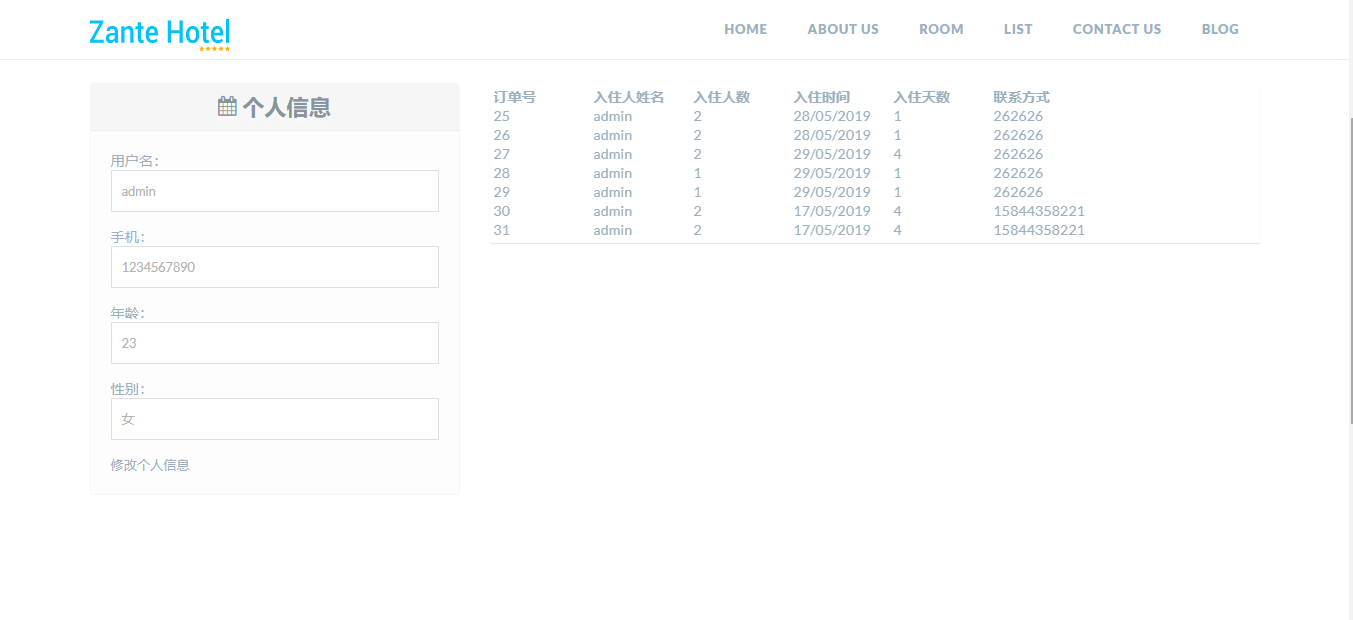 Zante Hotel
HOME ABOUT US ROOM LIST CONTACT US BLOG
个人信息
用户名：
admin
手机：
1234567890
年龄：
23
性别：
女
修改个人信息
订单号 入住人姓名 入住人数 入住时间 入住天数 联系方式
25 admin 2 28/05/2019 1 262626
26 admin 2 28/05/2019 1 262626
27 admin 2 29/05/2019 4 262626
28 admin 1 29/05/2019 1 262626
29 admin 1 29/05/2019 1 262626
30 admin 2 17/05/2019 4 15844358221
31 admin 2 17/05/2019 4 15844358221